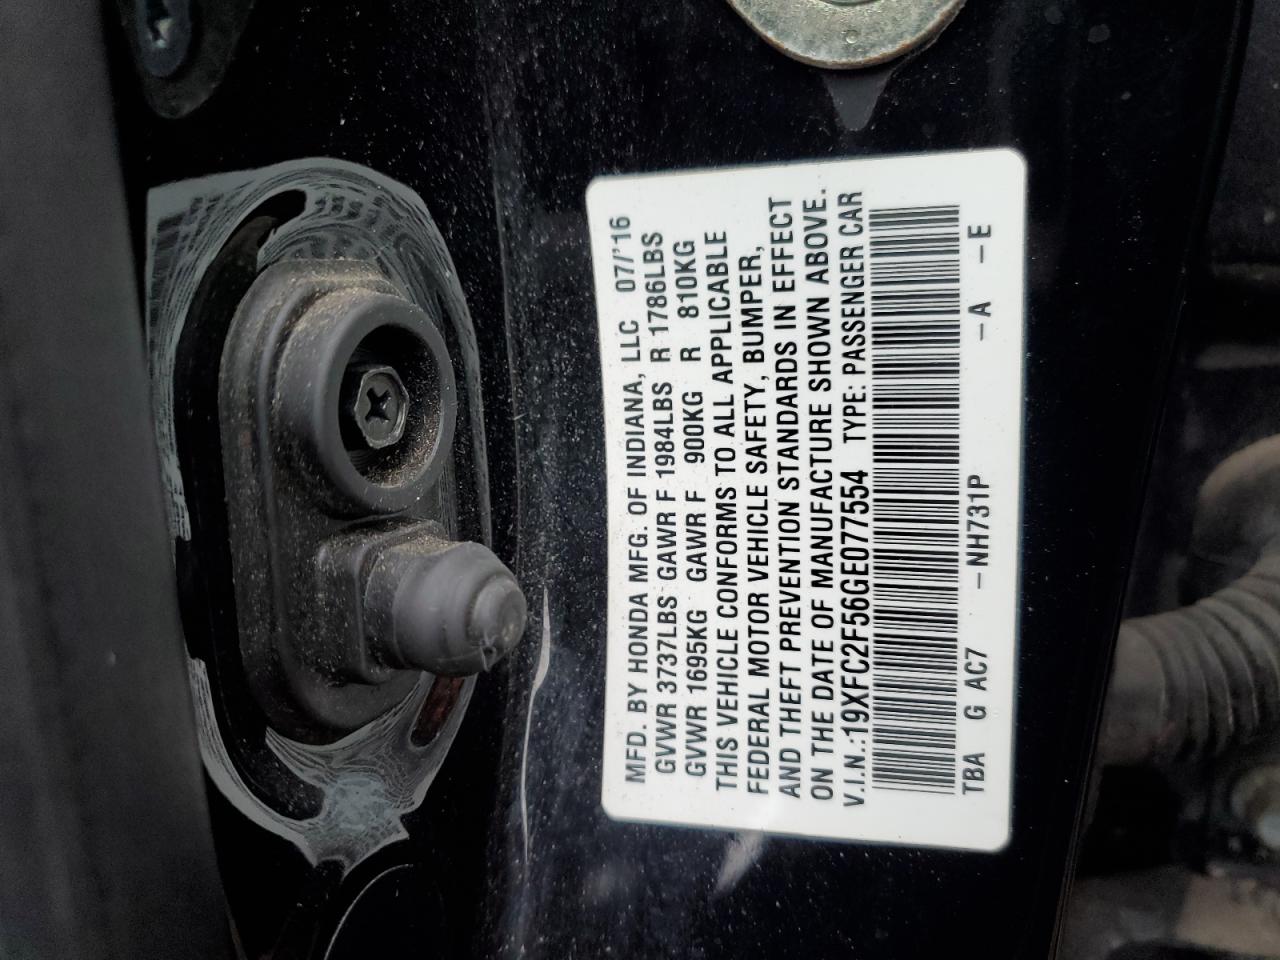 MFD. BY HONDA MFG. OF INDIANA, LLC 07/'16
GVWR 3737LBS GAWR F 1984LBS R 1786LBS
GVWR 1695KG GAWR F 900KG R 810KG
THIS VEHICLE CONFORMS TO ALL APPLICABLE
FEDERAL MOTOR VEHICLE SAFETY, BUMPER,
AND THEFT PREVENTION STANDARDS IN EFFECT
ON THE DATE OF MANUFACTURE SHOWN ABOVE.
V.I.N.:19XFC2F56GE077554 TYPE: PASSENGER CAR
TBA G AC7 -NH731P -A -E